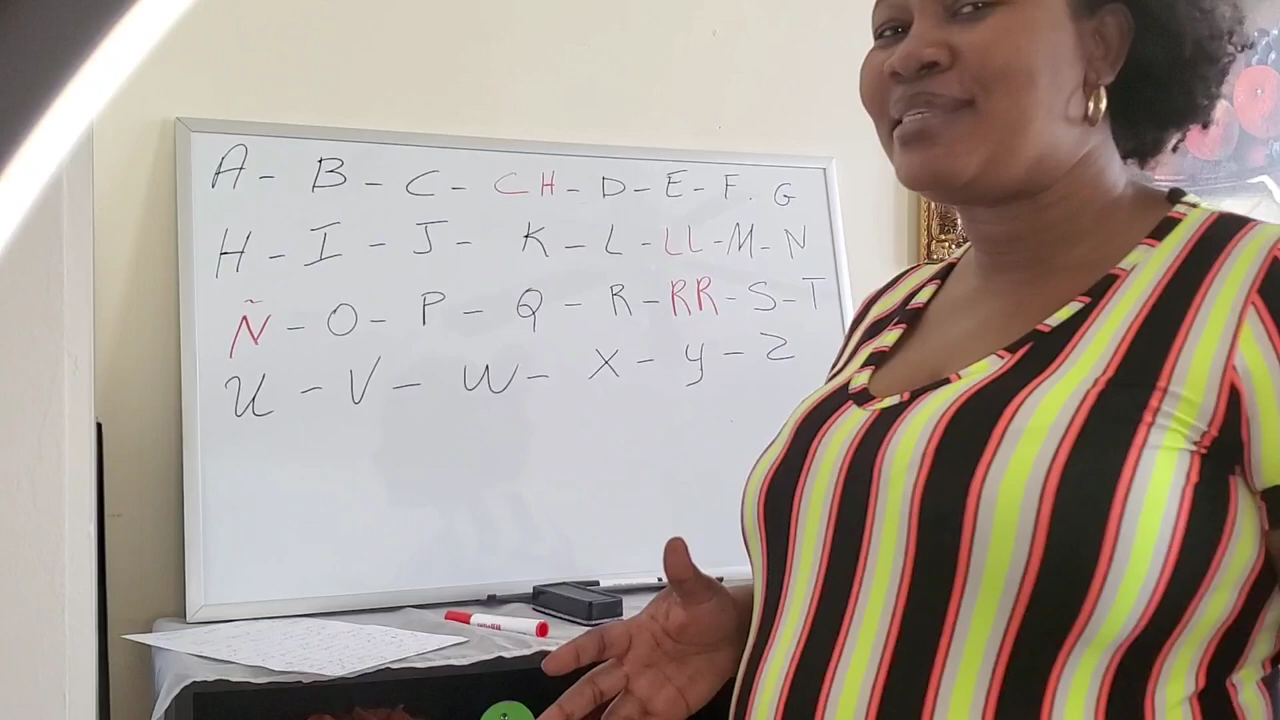 A - B - C - CH - D - E - F. G
H - I - J - K - L - LL - M - N
Ñ - O - P - Q - R - RR - S - T
U - V - W - X - y - Z